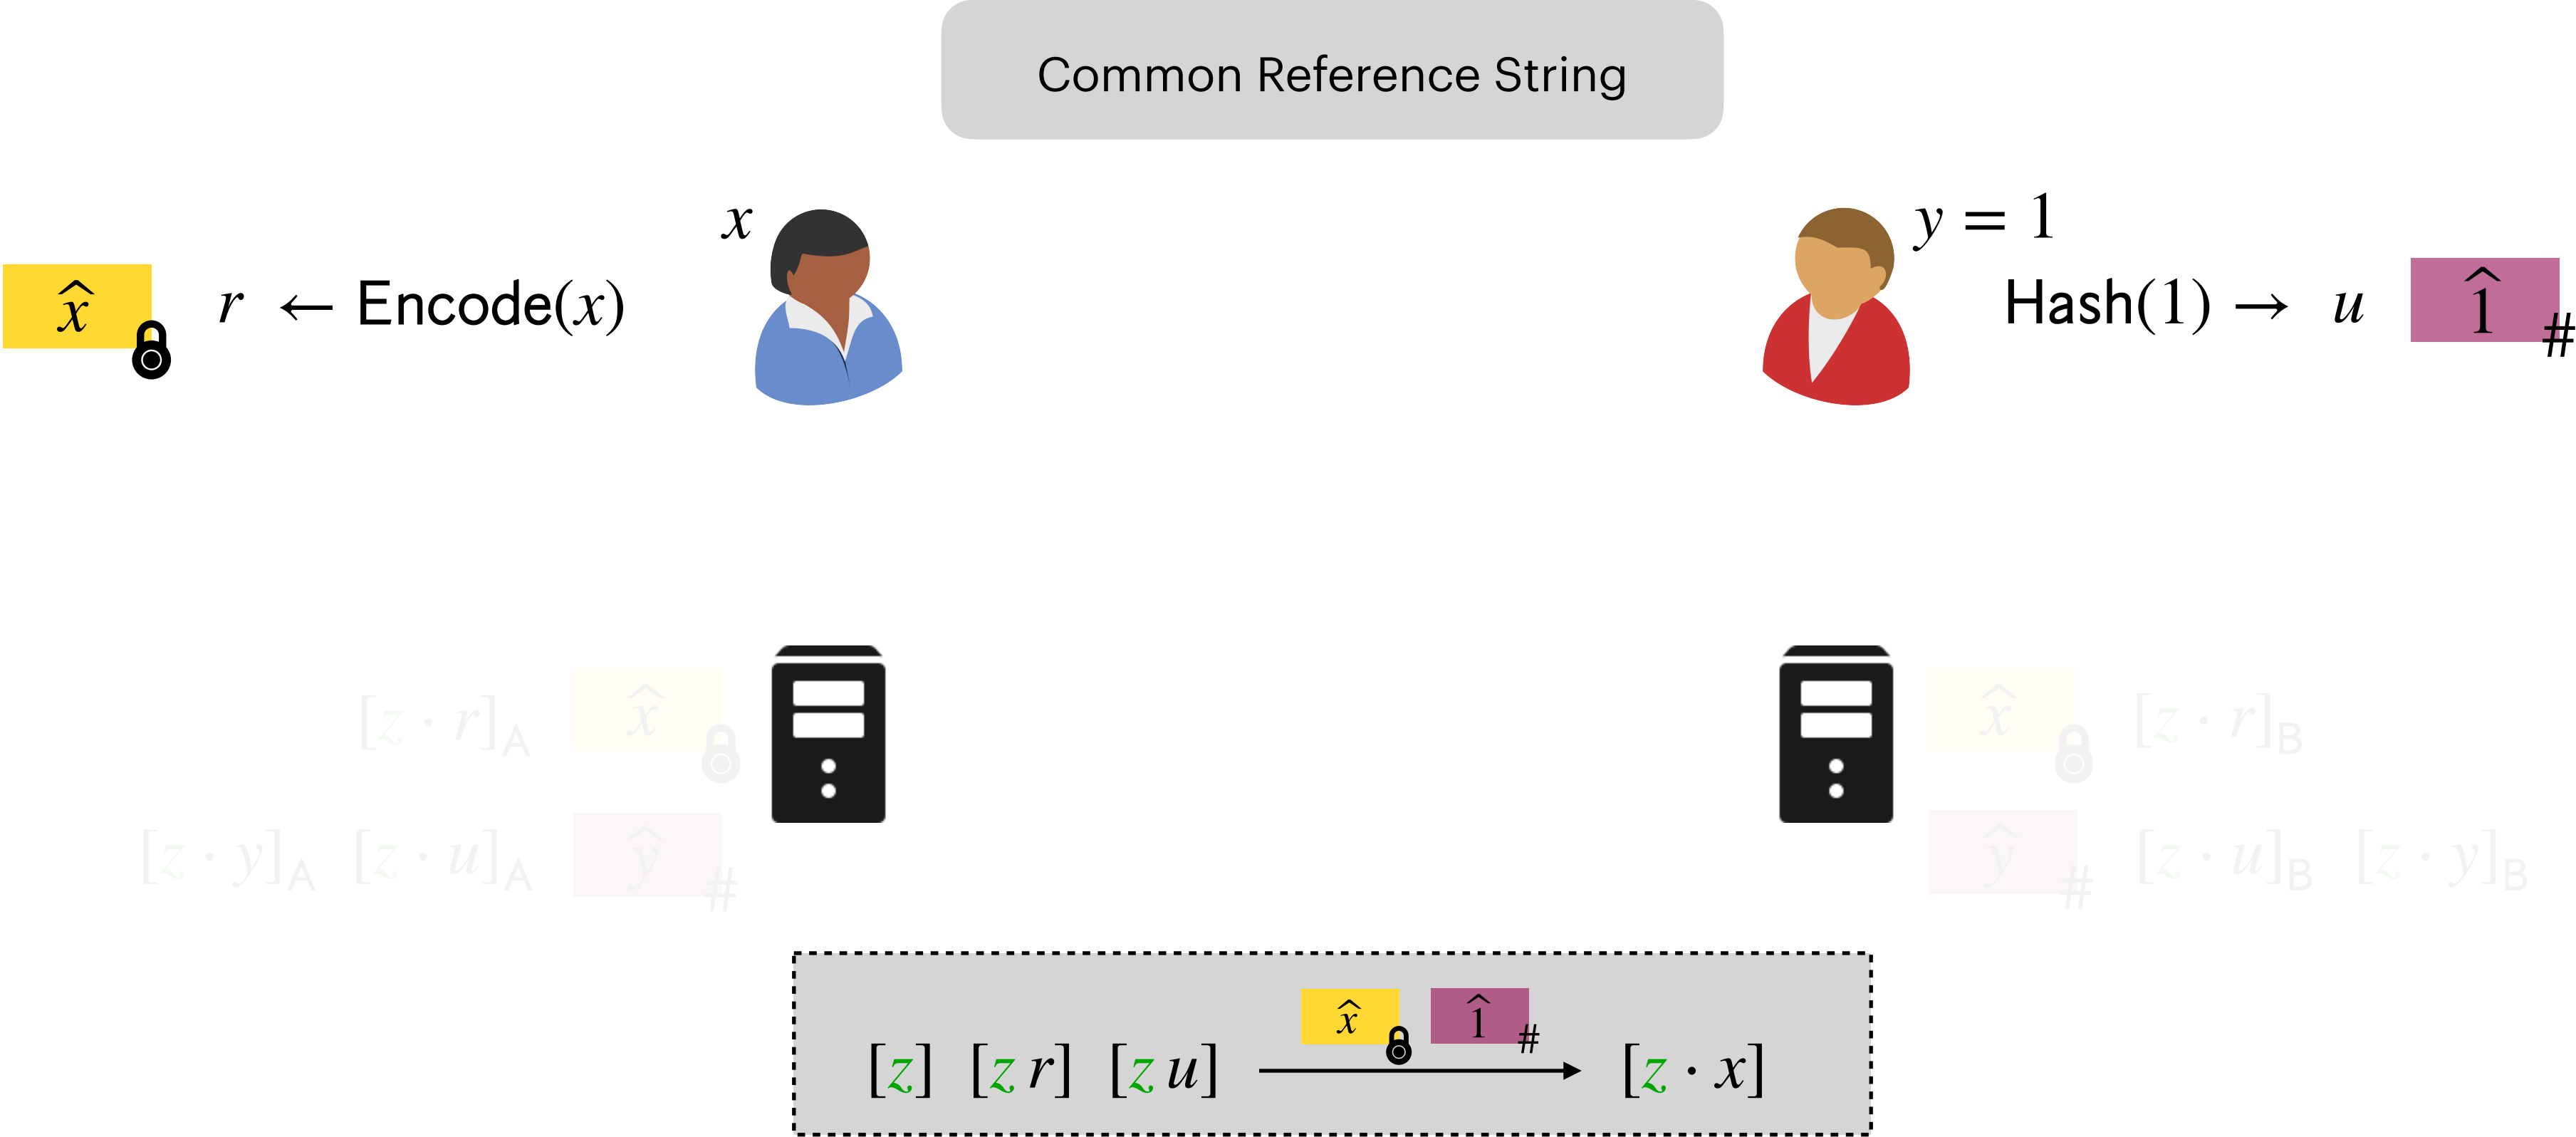 Common Reference String
x
y = 1
x̂ r ← Encode(x)
Hash(1) → u 1̂ #
[z · r]A x̂
x̂ [z · r]B
[z · y]A [z · u]A ŷ #
ŷ # [z · u]B [z · y]B
x̂ 1̂ #
[z] [z r] [z u] ⟶ [z · x]